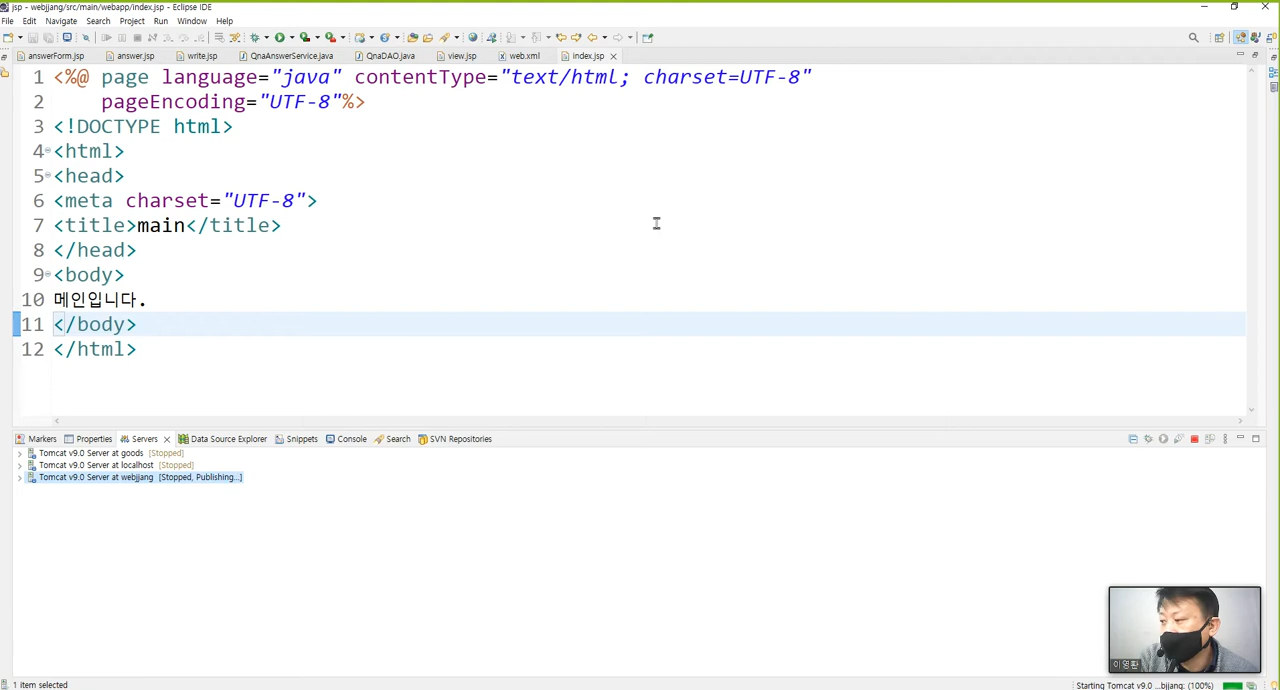 jsp - webjjang/src/main/webapp/index.jsp - Eclipse IDE
File Edit Navigate Search Project Run Window Help
answerForm.jsp answer.jsp write.jsp QnaAnswerService.java QnaDAO.java view.jsp web.xml index.jsp
1 <%@ page language="java" contentType="text/html; charset=UTF-8"
2 pageEncoding="UTF-8"%>
3 <!DOCTYPE html>
4 <html>
5 <head>
6 <meta charset="UTF-8">
7 <title>main</title>
8 </head>
9 <body>
10 메인입니다.
11 </body>
12 </html>
Markers Properties Servers Data Source Explorer Snippets Console Search SVN Repositories
Tomcat v9.0 Server at goods [Stopped]
Tomcat v9.0 Server at localhost [Stopped]
Tomcat v9.0 Server at webjjang [Stopped, Publishing...]
이영환
1 item selected
Starting Tomcat v9.0 ...bjjang: (100%)